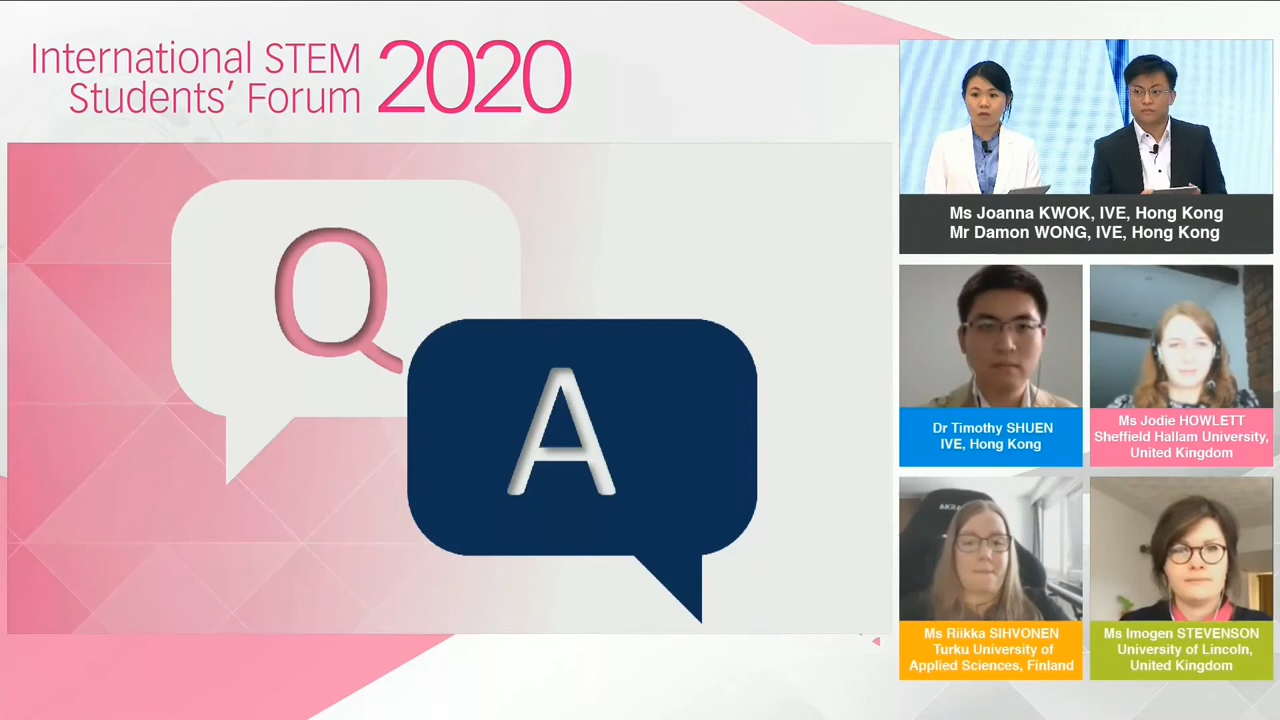 International STEM
Students' Forum
2020
Q
A
Ms Joanna KWOK, IVE, Hong Kong
Mr Damon WONG, IVE, Hong Kong
Dr Timothy SHUEN
IVE, Hong Kong
Ms Jodie HOWLETT
Sheffield Hallam University,
United Kingdom
AKRA
Ms Riikka SIHVONEN
Turku University of
Applied Sciences, Finland
Ms Imogen STEVENSON
University of Lincoln,
United Kingdom